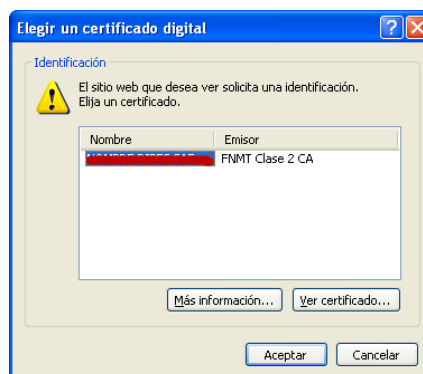 Elegir un certificado digital
Identificación
El sitio web que desea ver solicita una identificación.
Elija un certificado.
Nombre Emisor
FNMT Clase 2 CA
Más información... Ver certificado...
Aceptar Cancelar